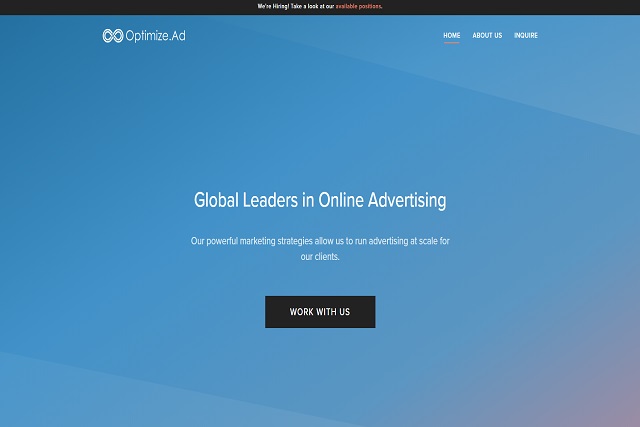 We're Hiring! Take a look at our available positions.
Optimize.Ad
HOME ABOUT US INQUIRE
Global Leaders in Online Advertising
Our powerful marketing strategies allow us to run advertising at scale for
our clients.
WORK WITH US